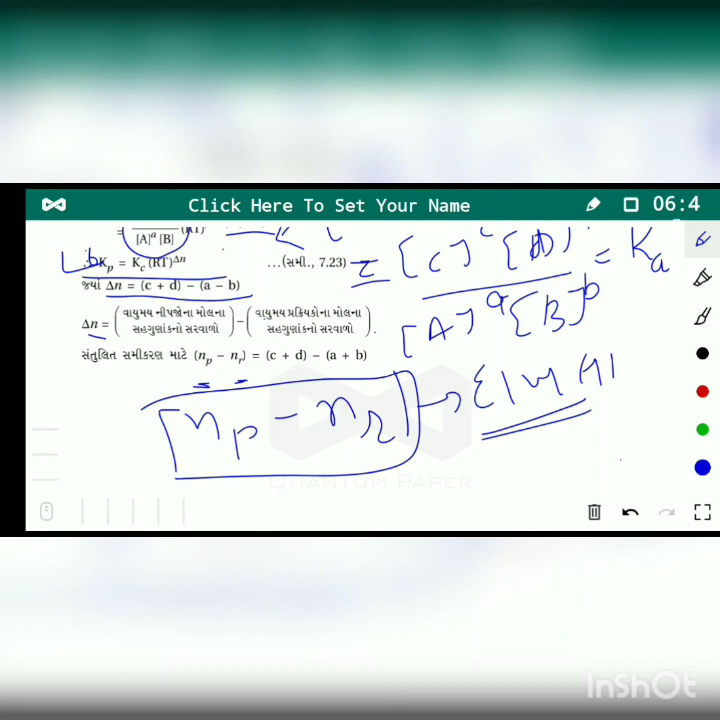 Click Here To Set Your Name 06:4
= [A]ᵃ [B] (RT)
∴ Kₚ = K꜀ (RT)^Δn ...(સમી., 7.23)
જ્યાં Δn = (c + d) − (a − b)
Δn = (વાયુમય નીપજોના મોલના સહગુણાંકનો સરવાળો) − (વાયુમય પ્રક્રિયકોના મોલના સહગુણાંકનો સરવાળો).
સંતુલિત સમીકરણ માટે (nₚ − nᵣ) = (c + d) − (a + b)
= [C]ᶜ [D] / [A]ᵃ [B]ᵇ = K
nₚ − nᵣ → દાખલા
QUANTUM PAPER
InShOt